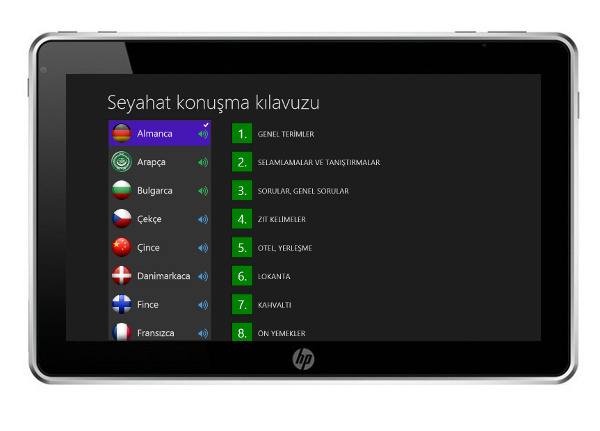 Seyahat konuşma kılavuzu
Almanca
Arapça
Bulgarca
Çekçe
Çince
Danimarkaca
Fince
Fransızca
1. GENEL TERİMLER
2. SELAMLAMALAR VE TANIŞTIRMALAR
3. SORULAR, GENEL SORULAR
4. ZIT KELİMELER
5. OTEL, YERLEŞME
6. LOKANTA
7. KAHVALTI
8. ÖN YEMEKLER
hp